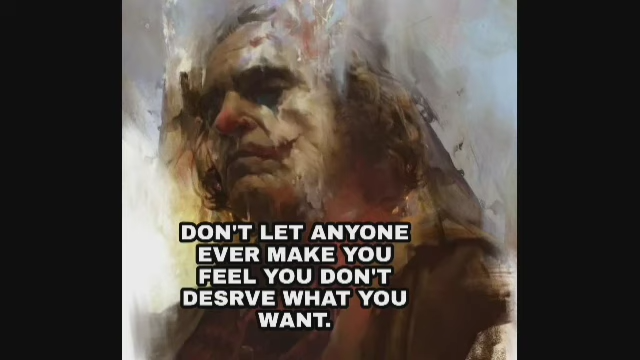 DON'T LET ANYONE
EVER MAKE YOU
FEEL YOU DON'T
DESRVE WHAT YOU
WANT.